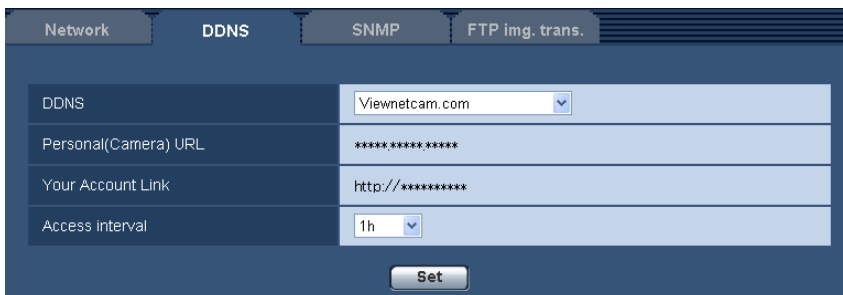 Network DDNS SNMP FTP img. trans.
DDNS Viewnetcam.com
Personal(Camera) URL *****.*****.*****
Your Account Link http://**********
Access interval 1h
Set